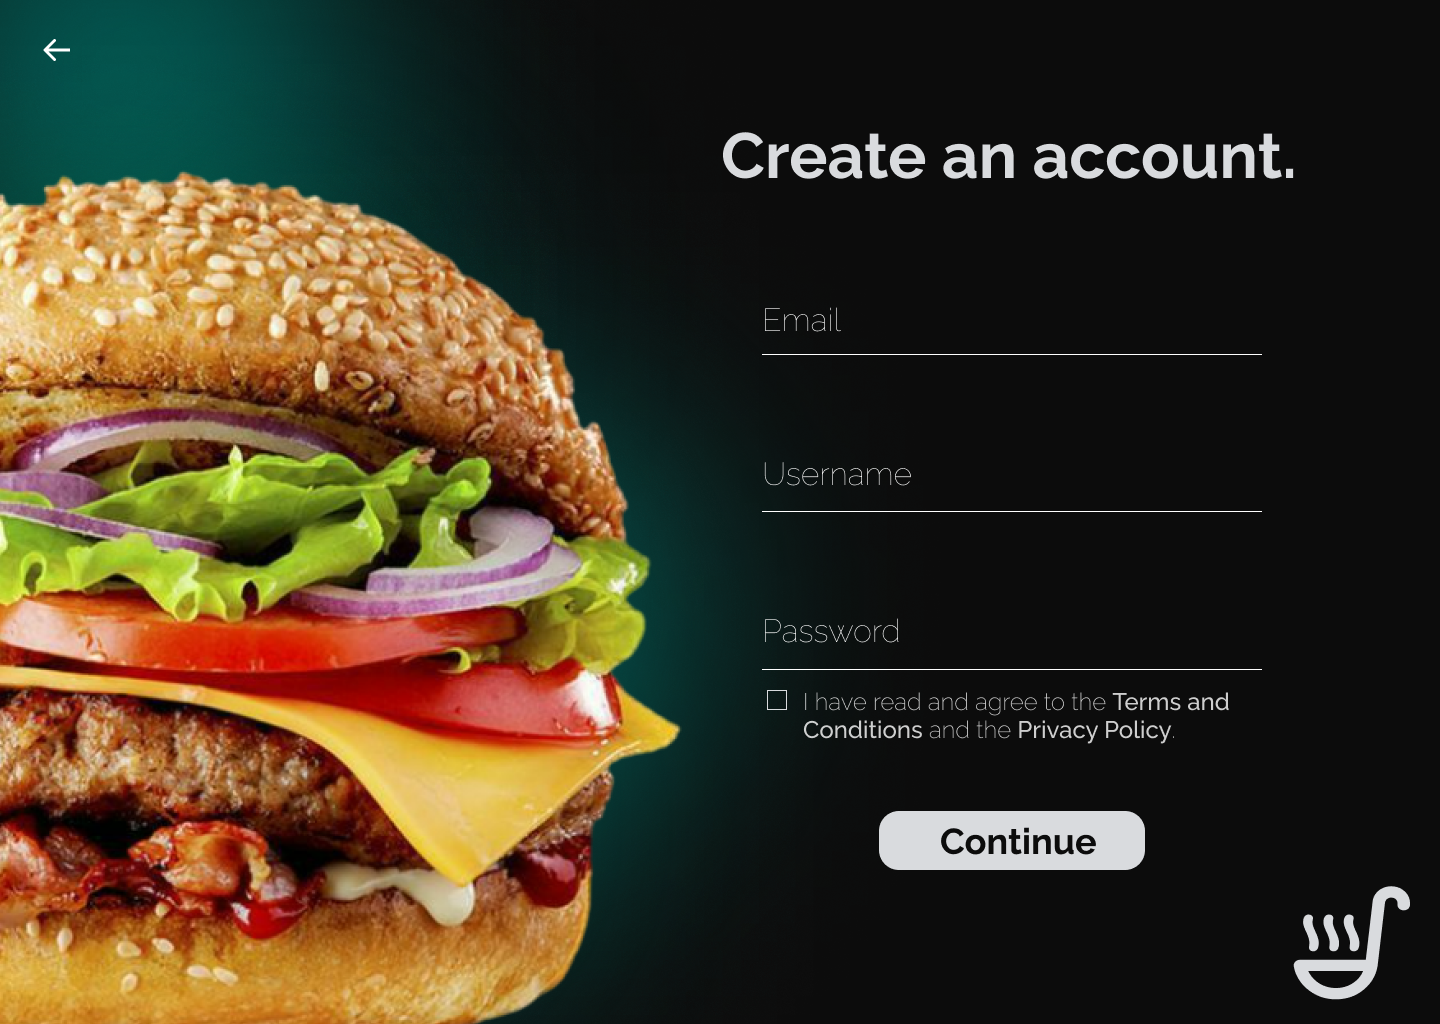 Create an account.
Email
Username
Password
I have read and agree to the Terms and
Conditions and the Privacy Policy.
Continue